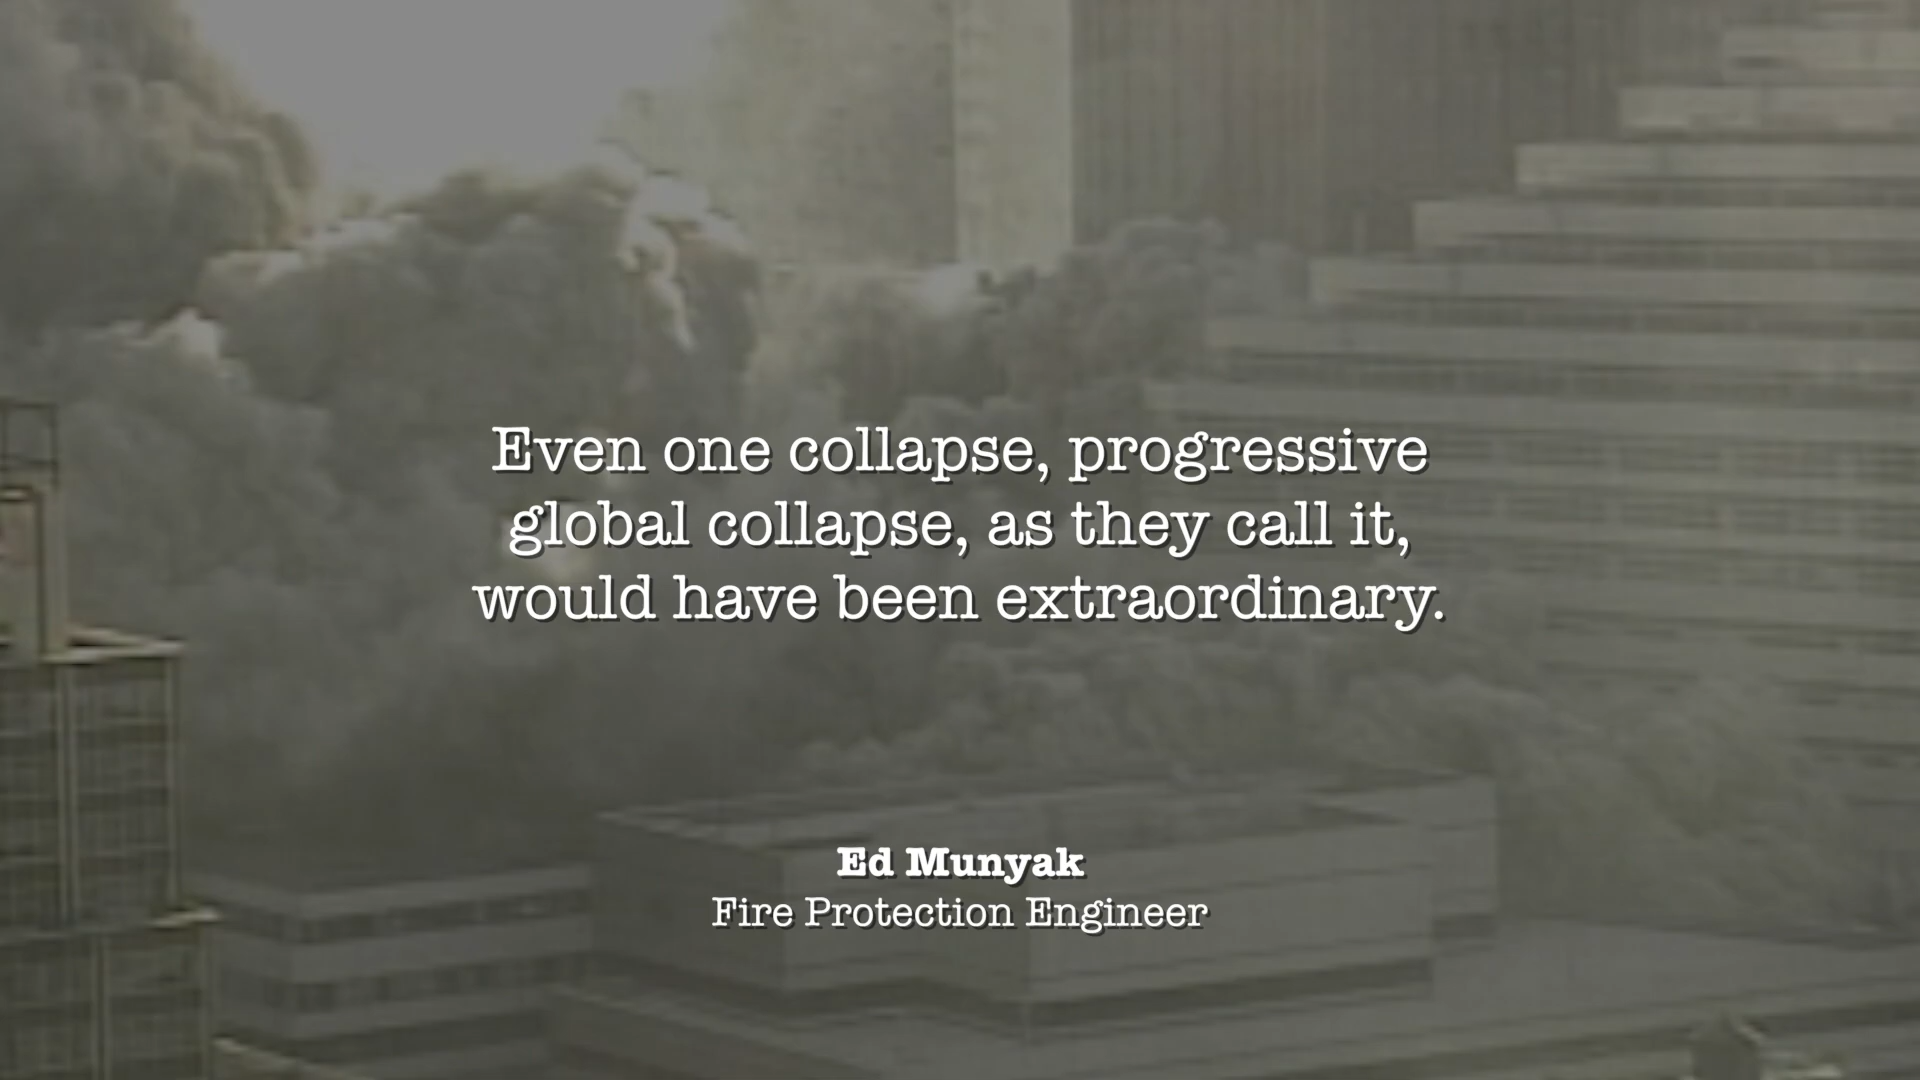 Even one collapse, progressive
global collapse, as they call it,
would have been extraordinary.
Ed Munyak
Fire Protection Engineer